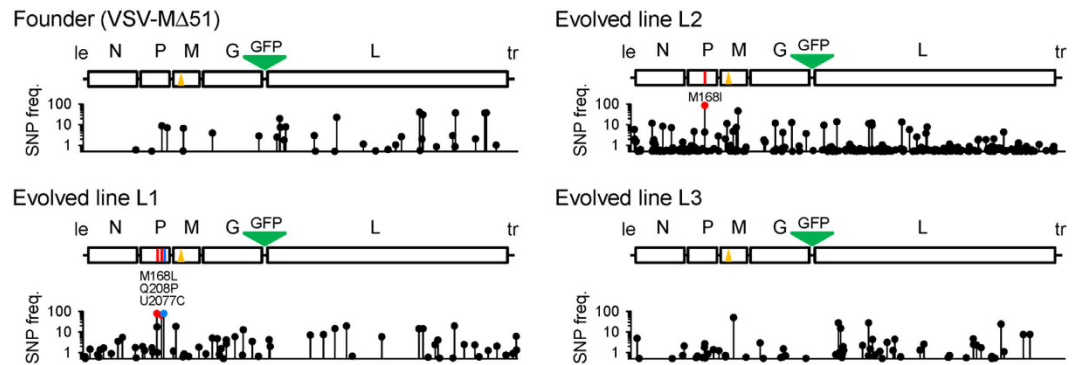 Founder (VSV-MΔ51)
le N P M G GFP L tr
SNP freq.
100
10
1
Evolved line L2
le N P M G GFP L tr
M168I
SNP freq.
100
10
1
Evolved line L1
le N P M G GFP L tr
M168L
Q208P
U2077C
SNP freq.
100
10
1
Evolved line L3
le N P M G GFP L tr
SNP freq.
100
10
1